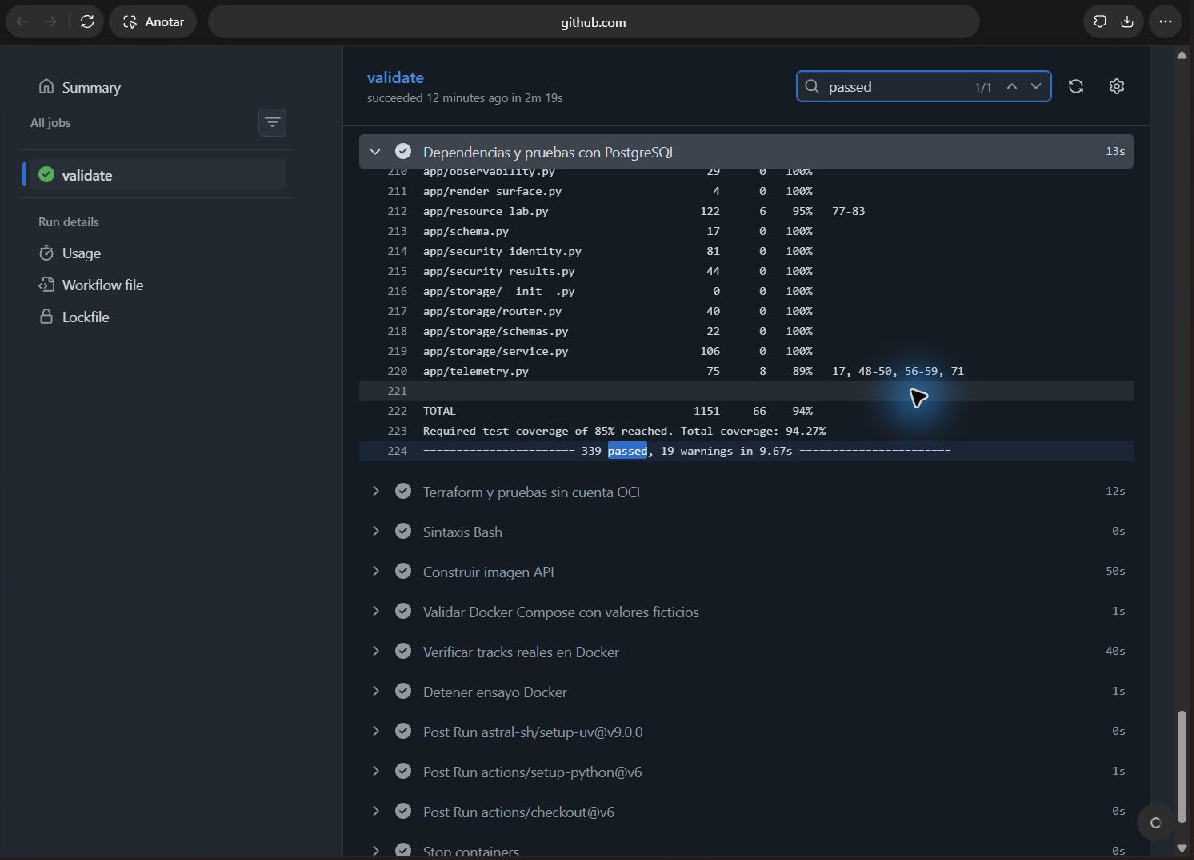 Anotar
github.com
Summary
All jobs
validate
Run details
Usage
Workflow file
Lockfile
validate
succeeded 12 minutes ago in 2m 19s
passed 1/1
Dependencias y pruebas con PostgreSQL 13s
210 app/observability.py 29 0 100%
211 app/render_surface.py 4 0 100%
212 app/resource_lab.py 122 6 95% 77-83
213 app/schema.py 17 0 100%
214 app/security_identity.py 81 0 100%
215 app/security_results.py 44 0 100%
216 app/storage/__init__.py 0 0 100%
217 app/storage/router.py 40 0 100%
218 app/storage/schemas.py 22 0 100%
219 app/storage/service.py 106 0 100%
220 app/telemetry.py 75 8 89% 17, 48-50, 56-59, 71
221
222 TOTAL 1151 66 94%
223 Required test coverage of 85% reached. Total coverage: 94.27%
224 ----------------------- 339 passed, 19 warnings in 9.67s -----------------------
Terraform y pruebas sin cuenta OCI 12s
Sintaxis Bash 0s
Construir imagen API 50s
Validar Docker Compose con valores ficticios 1s
Verificar tracks reales en Docker 40s
Detener ensayo Docker 1s
Post Run astral-sh/setup-uv@v9.0.0 0s
Post Run actions/setup-python@v6 1s
Post Run actions/checkout@v6 0s
Stop containers 0s